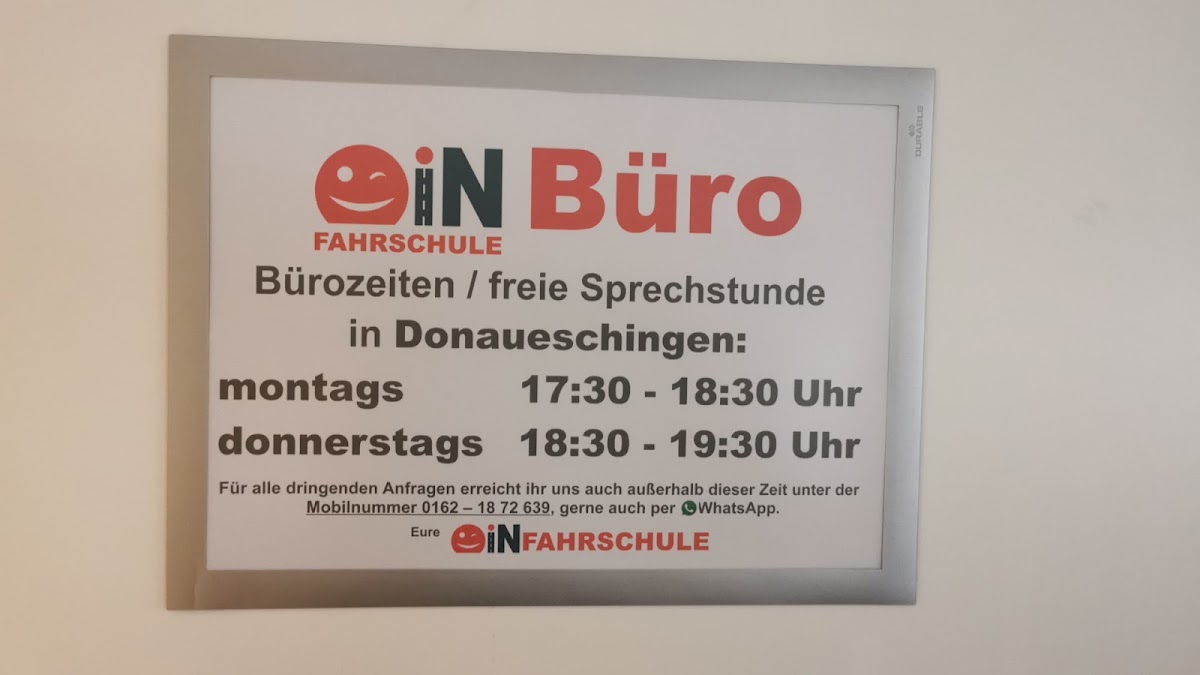 iN Büro
FAHRSCHULE
Bürozeiten / freie Sprechstunde
in Donaueschingen:
montags 17:30 - 18:30 Uhr
donnerstags 18:30 - 19:30 Uhr
Für alle dringenden Anfragen erreicht ihr uns auch außerhalb dieser Zeit unter der
Mobilnummer 0162 – 18 72 639, gerne auch per WhatsApp.
Eure iN FAHRSCHULE
DURABLE